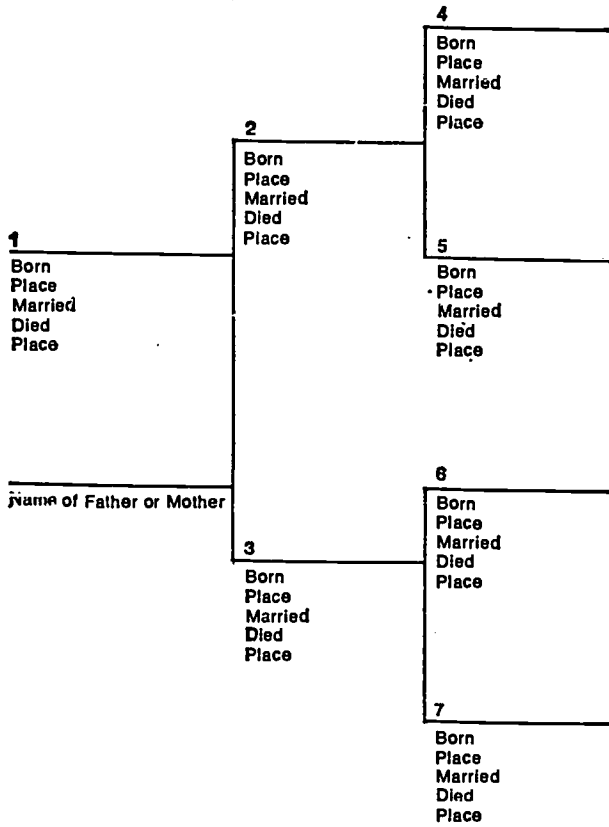 4
Born
Place
Married
Died
Place
2
Born
Place
Married
Died
Place
1
Born
Place
Married
Died
Place
5
Born
Place
Married
Died
Place
Name of Father or Mother
6
Born
Place
Married
Died
Place
3
Born
Place
Married
Died
Place
7
Born
Place
Married
Died
Place